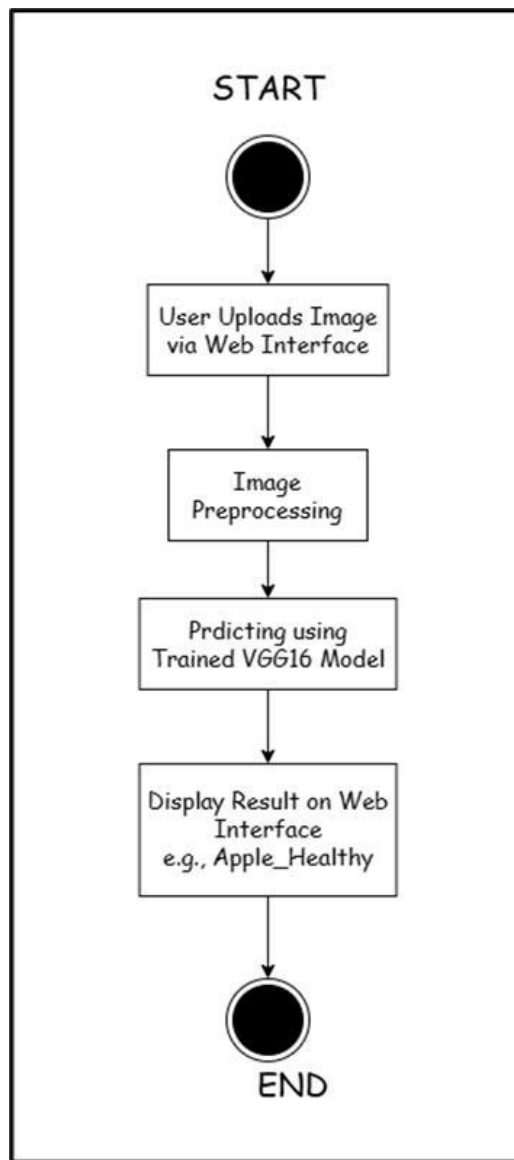 START
User Uploads Image
via Web Interface
Image
Preprocessing
Prdicting using
Trained VGG16 Model
Display Result on Web
Interface
e.g., Apple_Healthy
END